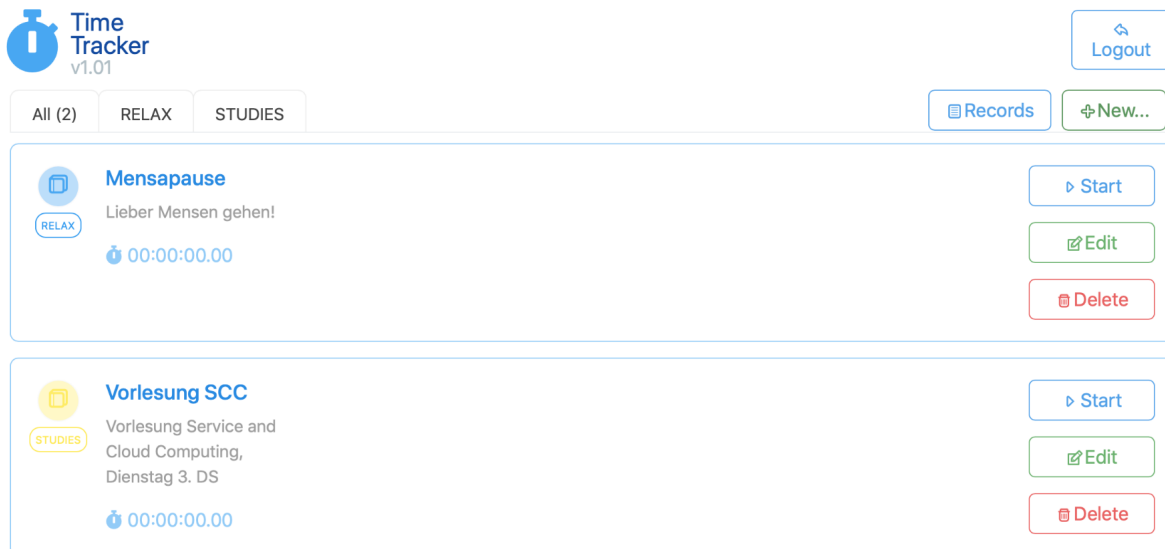 Time
Tracker
v1.01
Logout
All (2)
RELAX
STUDIES
Records
New...
Mensapause
RELAX
Lieber Mensen gehen!
00:00:00.00
Start
Edit
Delete
Vorlesung SCC
STUDIES
Vorlesung Service and
Cloud Computing,
Dienstag 3. DS
00:00:00.00
Start
Edit
Delete